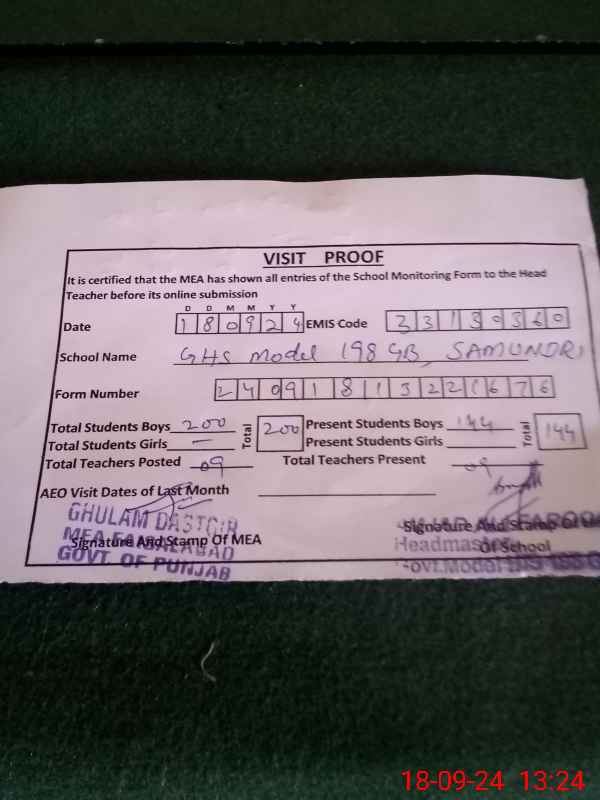 VISIT PROOF
It is certified that the MEA has shown all entries of the School Monitoring Form to the Head
Teacher before its online submission
D D M M Y Y
Date 1 8 0 9 2 4 EMIS Code 3 3 1 3 0 3 6 0
School Name GHS Model 198 GB, SAMUNDRI
Form Number 2 4 0 9 1 8 1 3 2 2 1 6 7 6
Total Students Boys 200 Total 200 Present Students Boys 144 Total 144
Total Students Girls — Present Students Girls
Total Teachers Posted 09 Total Teachers Present 09
AEO Visit Dates of Last Month
GHULAM DASTGIR
MEA FAISALABAD
GOVT. OF PUNJAB
Signature And Stamp Of MEA
Signature And Stamp Of
Of School
Headmaster
Govt. Model
18-09-24 13:24